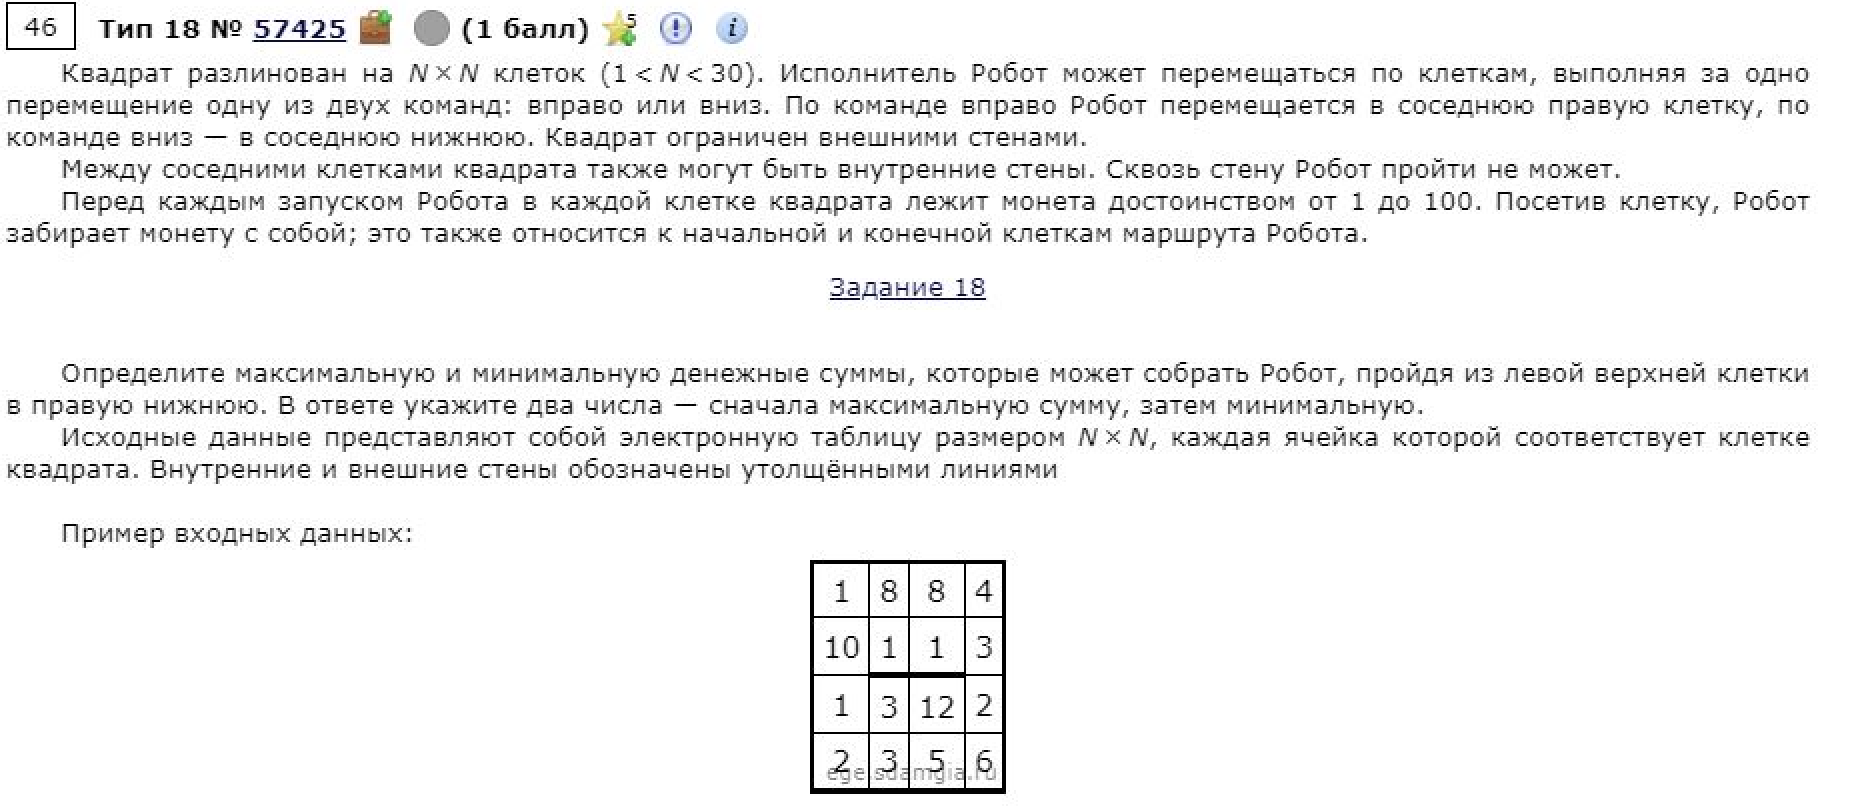 46 Тип 18 № 57425 (1 балл) 5 i
Квадрат разлинован на N × N клеток (1 < N < 30). Исполнитель Робот может перемещаться по клеткам, выполняя за одно
перемещение одну из двух команд: вправо или вниз. По команде вправо Робот перемещается в соседнюю правую клетку, по
команде вниз — в соседнюю нижнюю. Квадрат ограничен внешними стенами.
Между соседними клетками квадрата также могут быть внутренние стены. Сквозь стену Робот пройти не может.
Перед каждым запуском Робота в каждой клетке квадрата лежит монета достоинством от 1 до 100. Посетив клетку, Робот
забирает монету с собой; это также относится к начальной и конечной клеткам маршрута Робота.
Задание 18
Определите максимальную и минимальную денежные суммы, которые может собрать Робот, пройдя из левой верхней клетки
в правую нижнюю. В ответе укажите два числа — сначала максимальную сумму, затем минимальную.
Исходные данные представляют собой электронную таблицу размером N × N, каждая ячейка которой соответствует клетке
квадрата. Внутренние и внешние стены обозначены утолщёнными линиями
Пример входных данных:
1 8 8 4
10 1 1 3
1 3 12 2
2 3 5 6
ege.sdamgia.ru